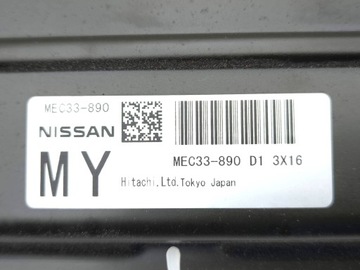 MEC33-890
NISSAN
MEC33-890 D1 3X16
MY
Hitachi,Ltd.Tokyo Japan